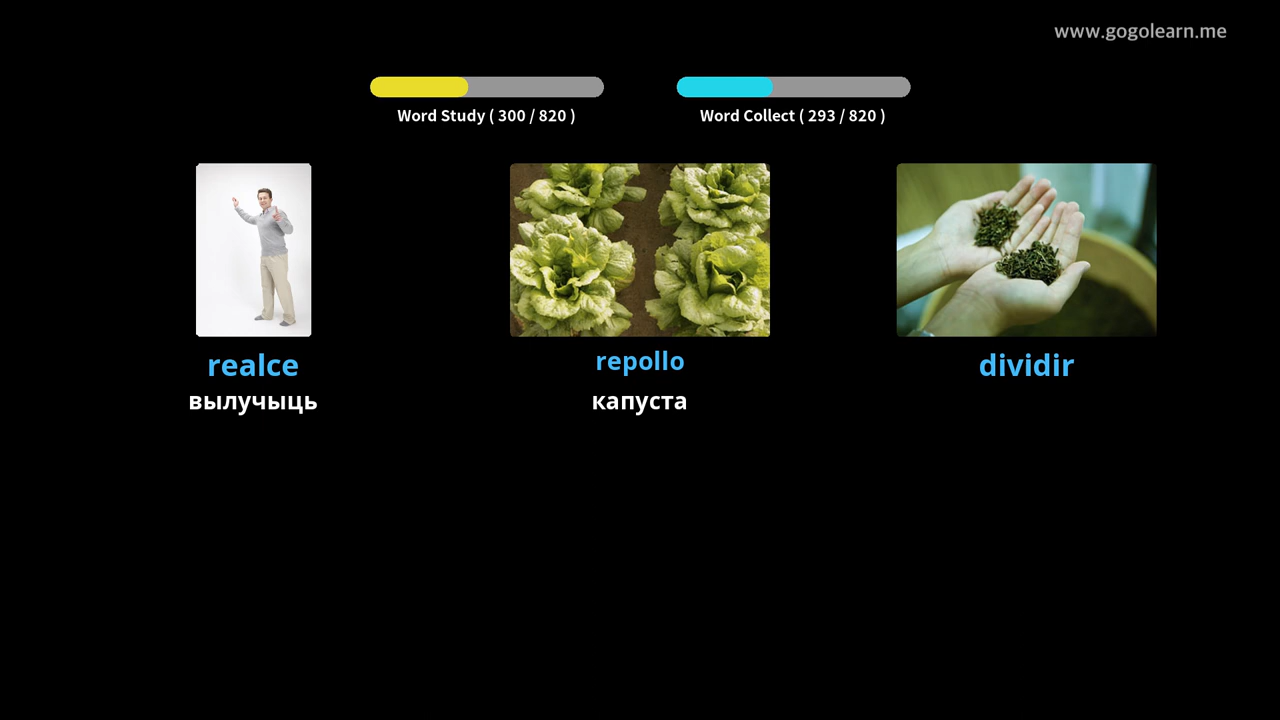 www.gogolearn.me
Word Study ( 300 / 820 )
Word Collect ( 293 / 820 )
realce
repollo
dividir
вылучыць
капуста